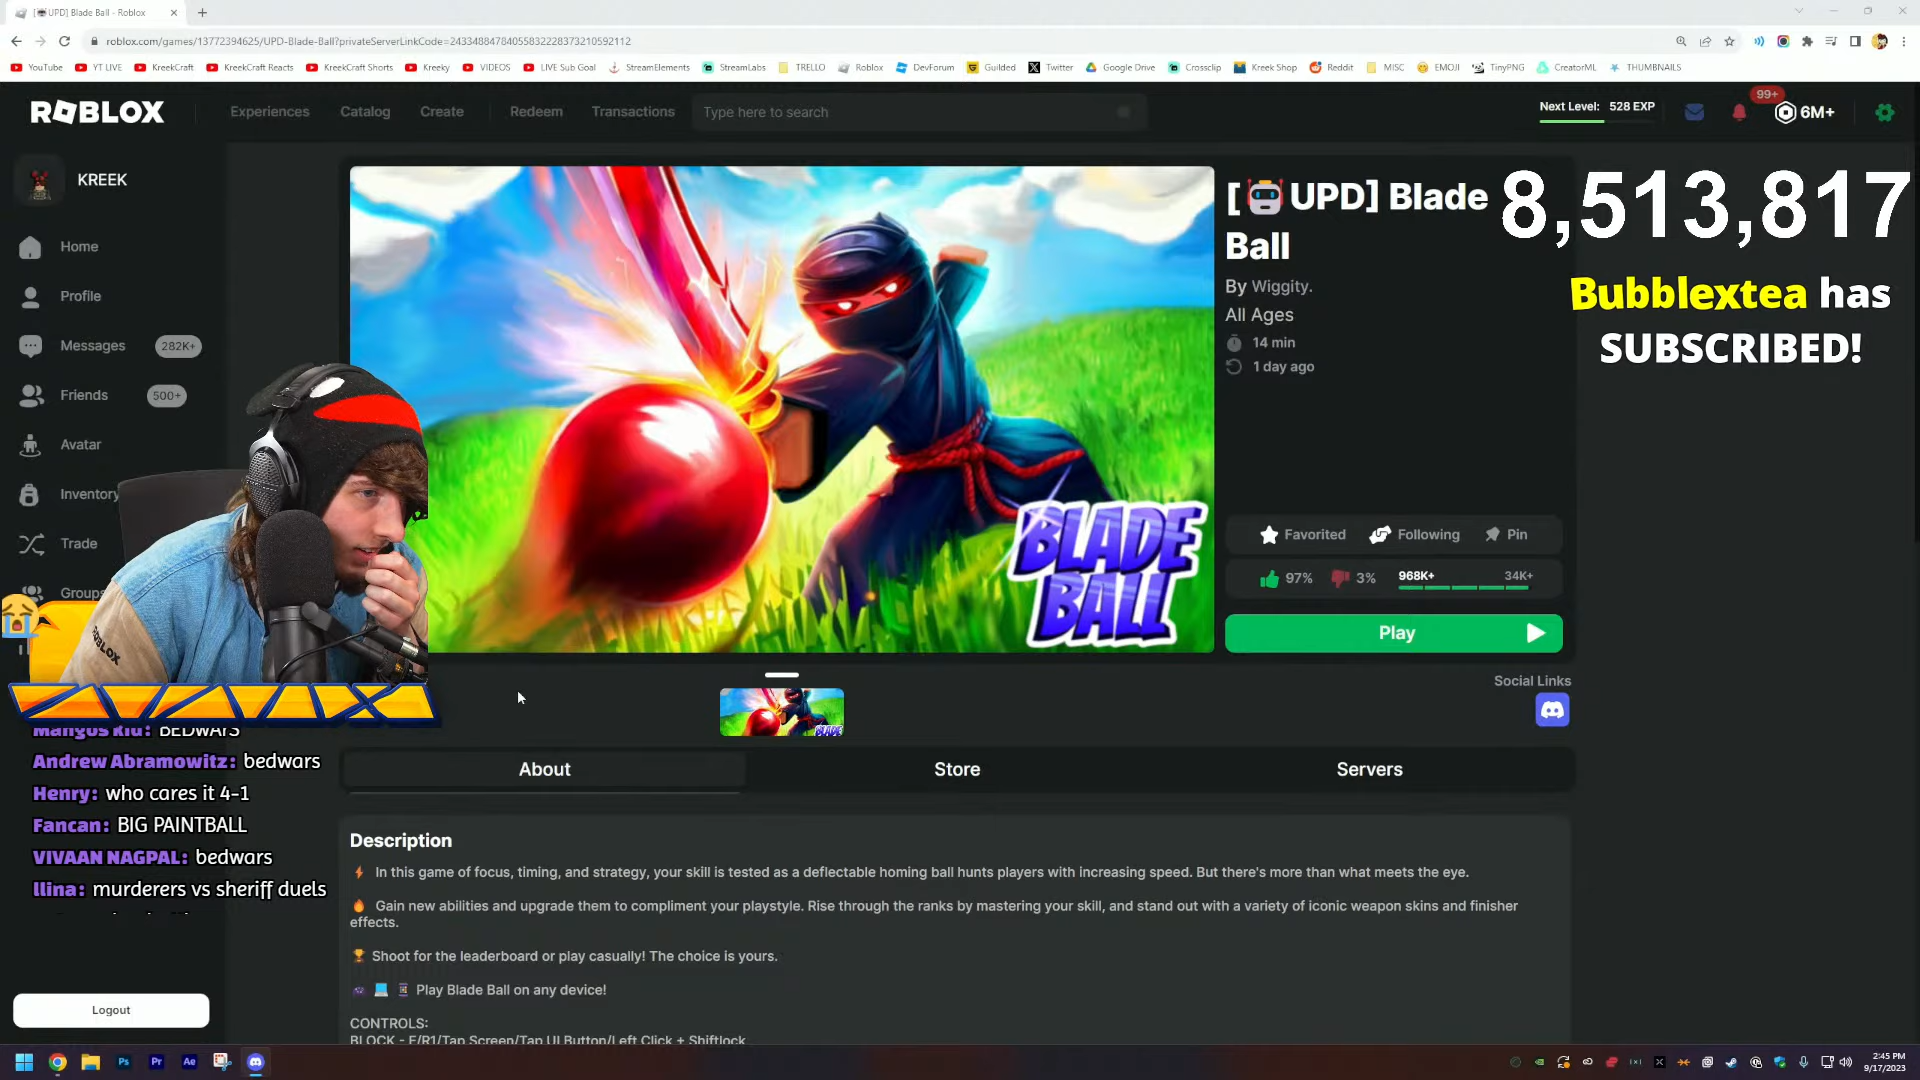 [🤖UPD] Blade Ball - Roblox
roblox.com/games/13772394625/UPD-Blade-Ball?privateServerLinkCode=24334884784055832228373210592112
YouTube YT LIVE KreekCraft KreekCraft Reacts KreekCraft Shorts Kreeky VIDEOS LIVE Sub Goal StreamElements StreamLabs TRELLO Roblox DevForum Guilded Twitter Google Drive Crossclip Kreek Shop Reddit MISC EMOJI TinyPNG CreatorML THUMBNAILS
ROBLOX Experiences Catalog Create Redeem Transactions Type here to search Next Level: 528 EXP 99+ 6M+
KREEK
Home
Profile
Messages 282K+
Friends 500+
Avatar
Inventory
Trade
Groups
ROBLOX
BLADE
BALL
[🤖UPD] Blade
Ball
By Wiggity.
All Ages
14 min
1 day ago
8,513,817
Bubblextea has
SUBSCRIBED!
Favorited Following Pin
97% 3% 968K+ 34K+
Play
Social Links
Mangos kid: BEDWARS
Andrew Abramowitz: bedwars
Henry: who cares it 4-1
Fancan: BIG PAINTBALL
VIVAAN NAGPAL: bedwars
llina: murderers vs sheriff duels
Logout
About Store Servers
Description
⚡ In this game of focus, timing, and strategy, your skill is tested as a deflectable homing ball hunts players with increasing speed. But there's more than what meets the eye.
🔥 Gain new abilities and upgrade them to compliment your playstyle. Rise through the ranks by mastering your skill, and stand out with a variety of iconic weapon skins and finisher
effects.
🏆 Shoot for the leaderboard or play casually! The choice is yours.
🎮 💻 📱 Play Blade Ball on any device!
CONTROLS:
BLOCK - F/R1/Tap Screen/Tap UI Button/Left Click + Shiftlock
Ps Pr Ae
2:45 PM
9/17/2023